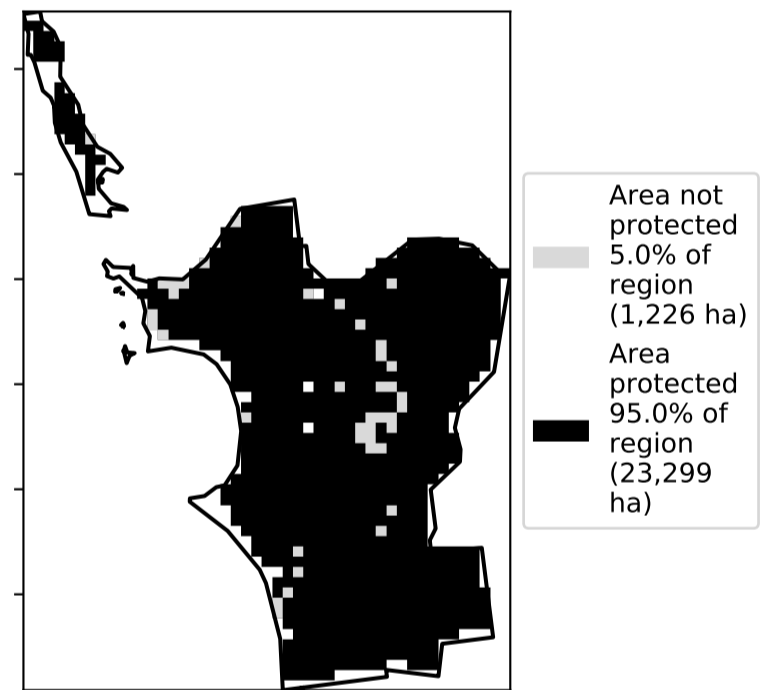 Area not
protected
5.0% of
region
(1,226 ha)
Area
protected
95.0% of
region
(23,299
ha)